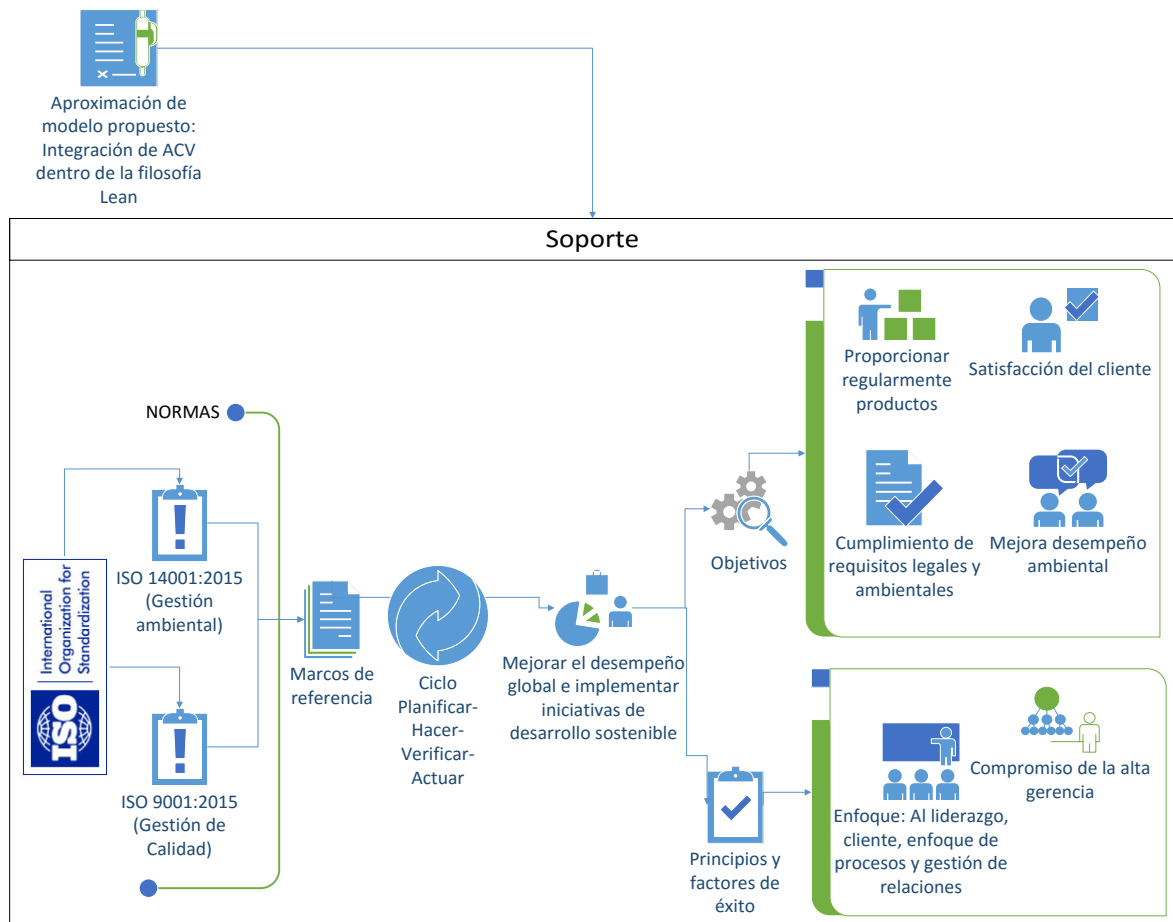 Aproximación de
modelo propuesto:
Integración de ACV
dentro de la filosofía
Lean
Soporte
NORMAS
International
Organization for
Standardization
ISO
ISO 14001:2015
(Gestión
ambiental)
ISO 9001:2015
(Gestión de
Calidad)
Marcos de
referencia
Ciclo
Planificar-
Hacer-
Verificar-
Actuar
Mejorar el desempeño
global e implementar
iniciativas de
desarrollo sostenible
Objetivos
Proporcionar
regularmente
productos
Satisfacción del cliente
Cumplimiento de
requisitos legales y
ambientales
Mejora desempeño
ambiental
Principios y
factores de
éxito
Enfoque: Al liderazgo,
cliente, enfoque de
procesos y gestión de
relaciones
Compromiso de la alta
gerencia